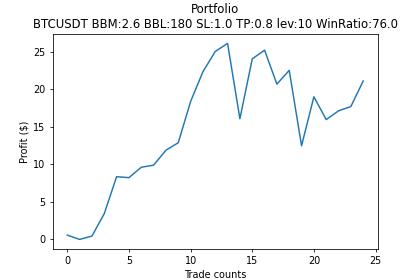 Portfolio
BTCUSDT BBM:2.6 BBL:180 SL:1.0 TP:0.8 lev:10 WinRatio:76.0
25
20
15
10
5
0
Profit ($)
0 5 10 15 20 25
Trade counts